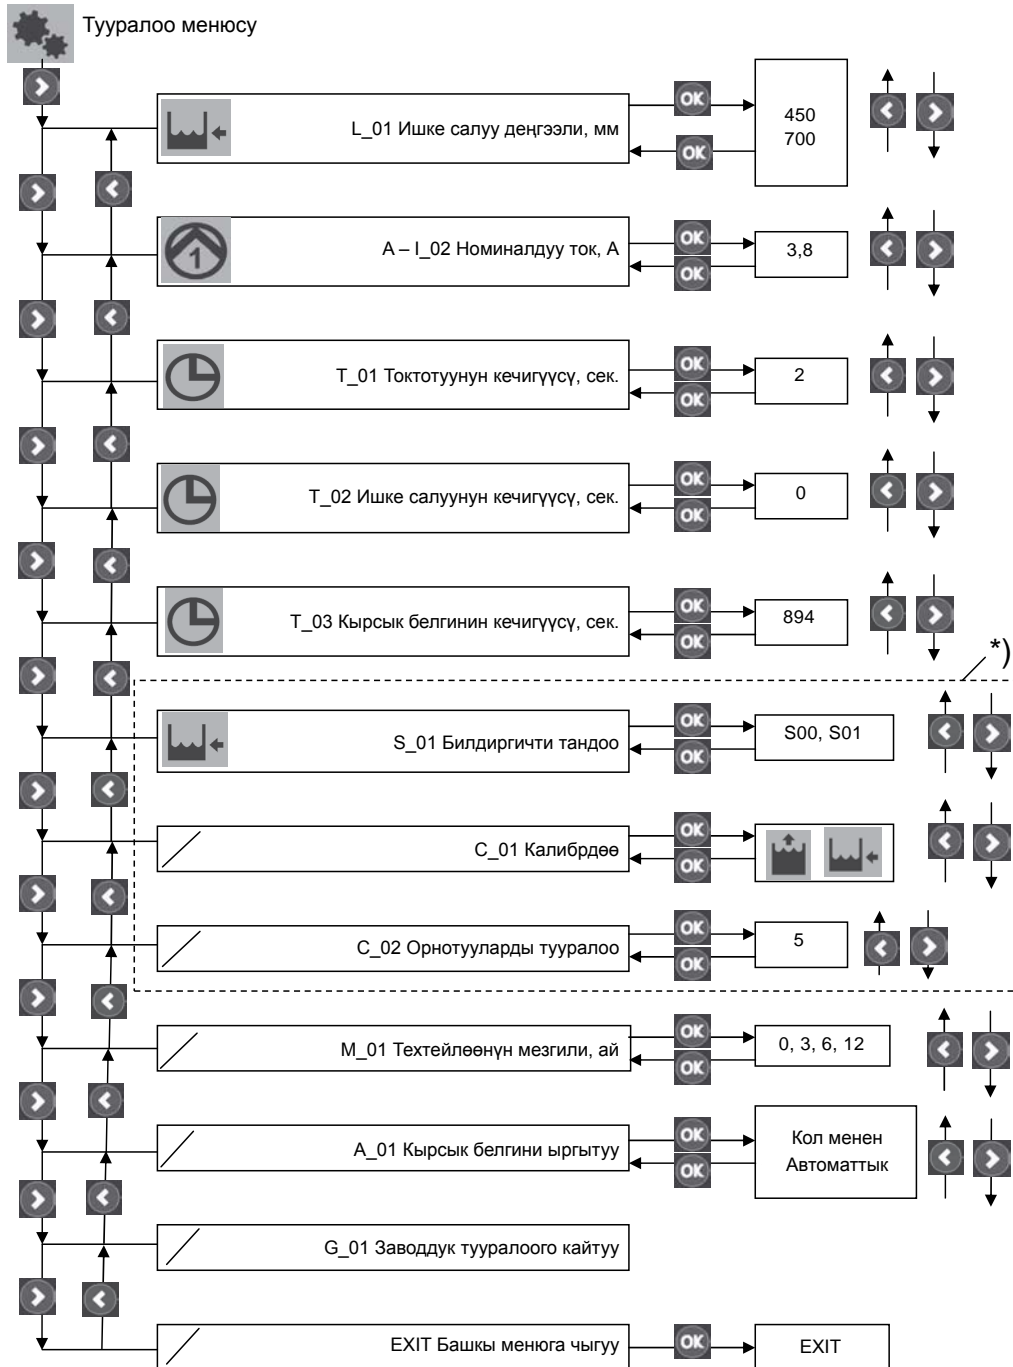 Тууралоо менюсу
L_01 Ишке салуу деңгээли, мм
OK
OK
450
700
1
A – I_02 Номиналдуу ток, А
OK
OK
3,8
T_01 Токтотуунун кечигүүсү, сек.
OK
OK
2
T_02 Ишке салуунун кечигүүсү, сек.
OK
OK
0
T_03 Кырсык белгинин кечигүүсү, сек.
OK
OK
894
*)
S_01 Билдиргичти тандоо
OK
OK
S00, S01
C_01 Калибрдөө
OK
OK
C_02 Орнотууларды тууралоо
OK
OK
5
M_01 Техтейлөөнүн мезгили, ай
OK
OK
0, 3, 6, 12
A_01 Кырсык белгини ыргытуу
OK
OK
Кол менен
Автоматтык
G_01 Заводдук тууралоого кайтуу
EXIT Башкы менюга чыгуу
OK
EXIT